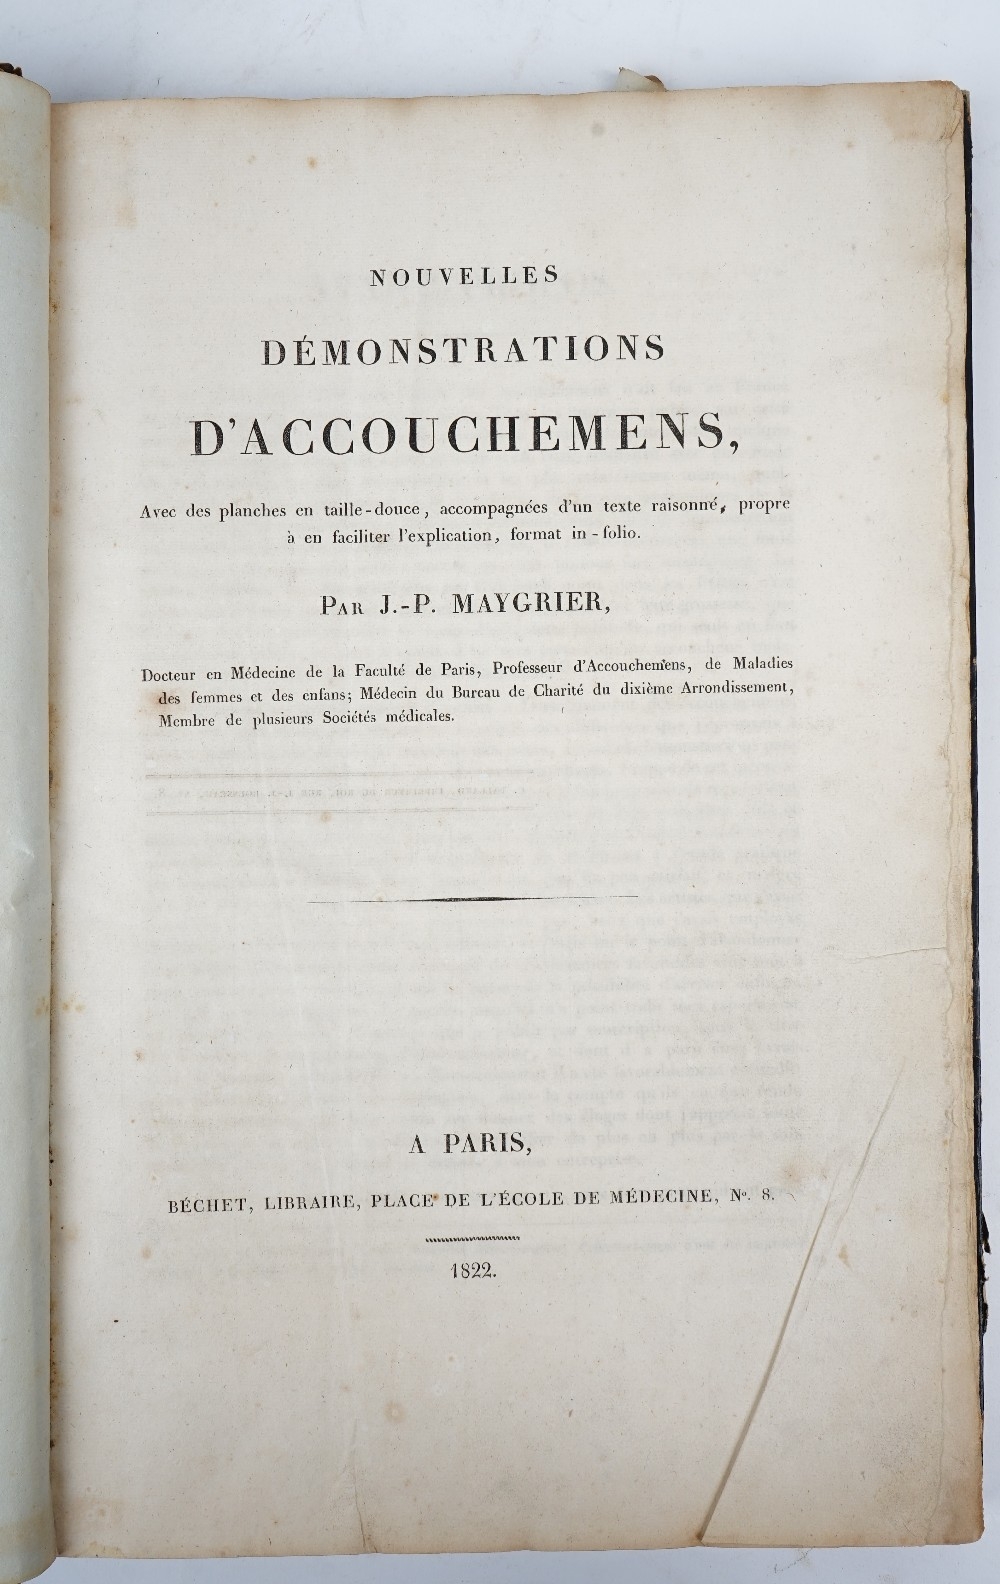 NOUVELLES
DÉMONSTRATIONS
D'ACCOUCHEMENS,
Avec des planches en taille-douce, accompagnées d'un texte raisonné, propre
à en faciliter l'explication, format in-folio.
PAR J.-P. MAYGRIER,
Docteur en Médecine de la Faculté de Paris, Professeur d'Accouchemens, de Maladies
des femmes et des enfans; Médecin du Bureau de Charité du dixième Arrondissement,
Membre de plusieurs Sociétés médicales.
A PARIS,
BÉCHET, LIBRAIRE, PLACE DE L'ÉCOLE DE MÉDECINE, No. 8.
1822.